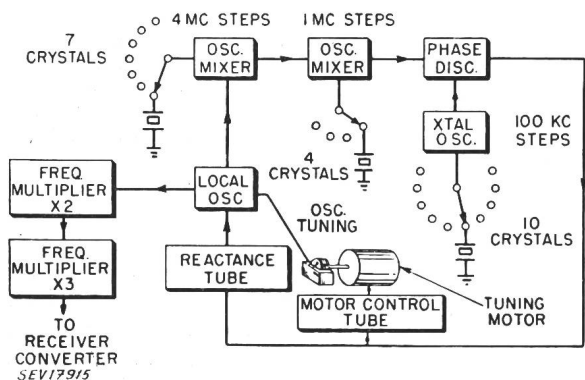 7
CRYSTALS
4 MC STEPS
1 MC STEPS
OSC.
MIXER
OSC.
MIXER
PHASE
DISC.
XTAL
OSC.
100 KC
STEPS
4
CRYSTALS
10
CRYSTALS
FREQ.
MULTIPLIER
X2
LOCAL
OSC
OSC.
TUNING
FREQ.
MULTIPLIER
X3
REACTANCE
TUBE
MOTOR CONTROL
TUBE
TUNING
MOTOR
TO
RECEIVER
CONVERTER
SEV17915